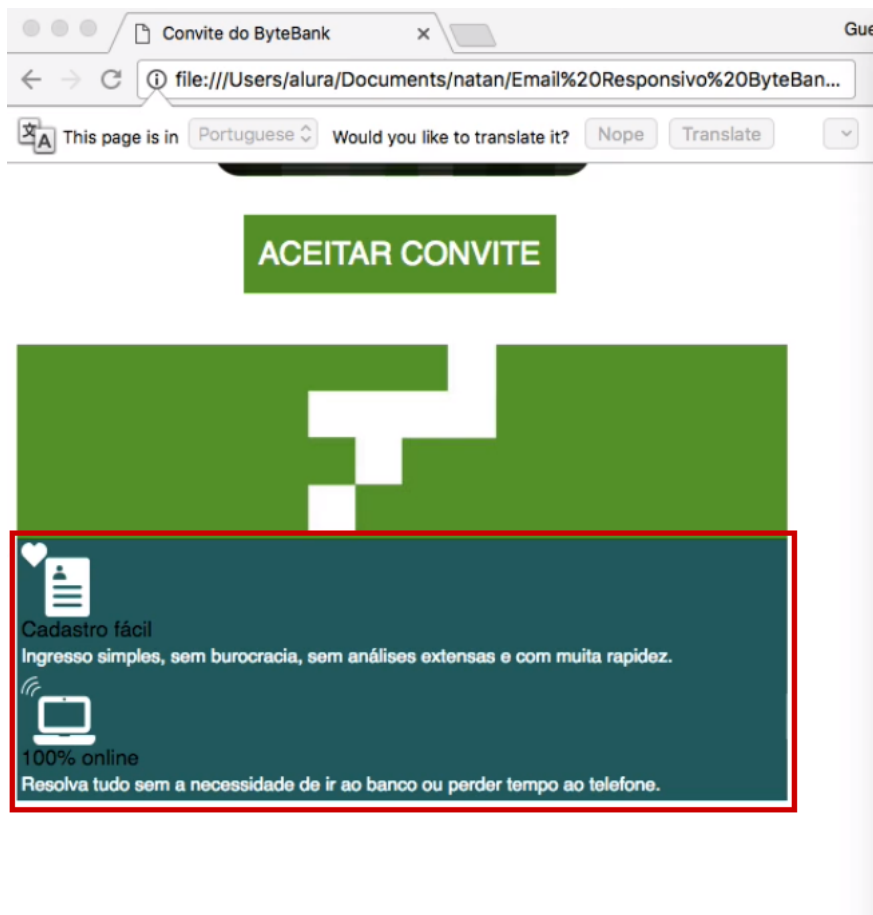 Convite do ByteBank
Gue
file:///Users/alura/Documents/natan/Email%20Responsivo%20ByteBan...
This page is in Portuguese Would you like to translate it? Nope Translate
ACEITAR CONVITE
Cadastro fácil
Ingresso simples, sem burocracia, sem análises extensas e com muita rapidez.
100% online
Resolva tudo sem a necessidade de ir ao banco ou perder tempo ao telefone.